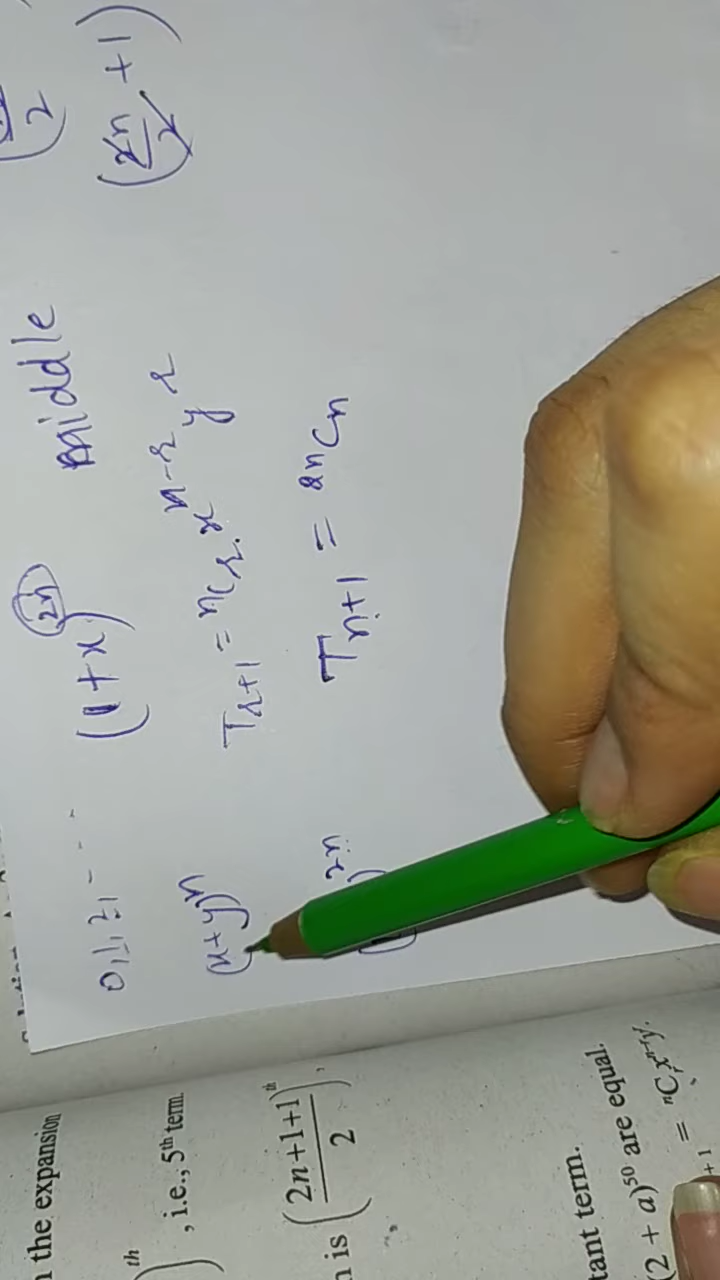 0, 1, 2, - - - (1+x)^{2n} middle (2n/2 + 1)
(x+y)^n T_{r+1} = ^nC_r x^{n-r} y^r
2n T_{n+1} = ^{2n}C_n
n the expansion
th , i.e., 5th term.
n is ((2n+1+1)/2)^{th},
tant term.
(2 + a)^{50} are equal.
+1 = ^nC_r x^{n-r}y^r.